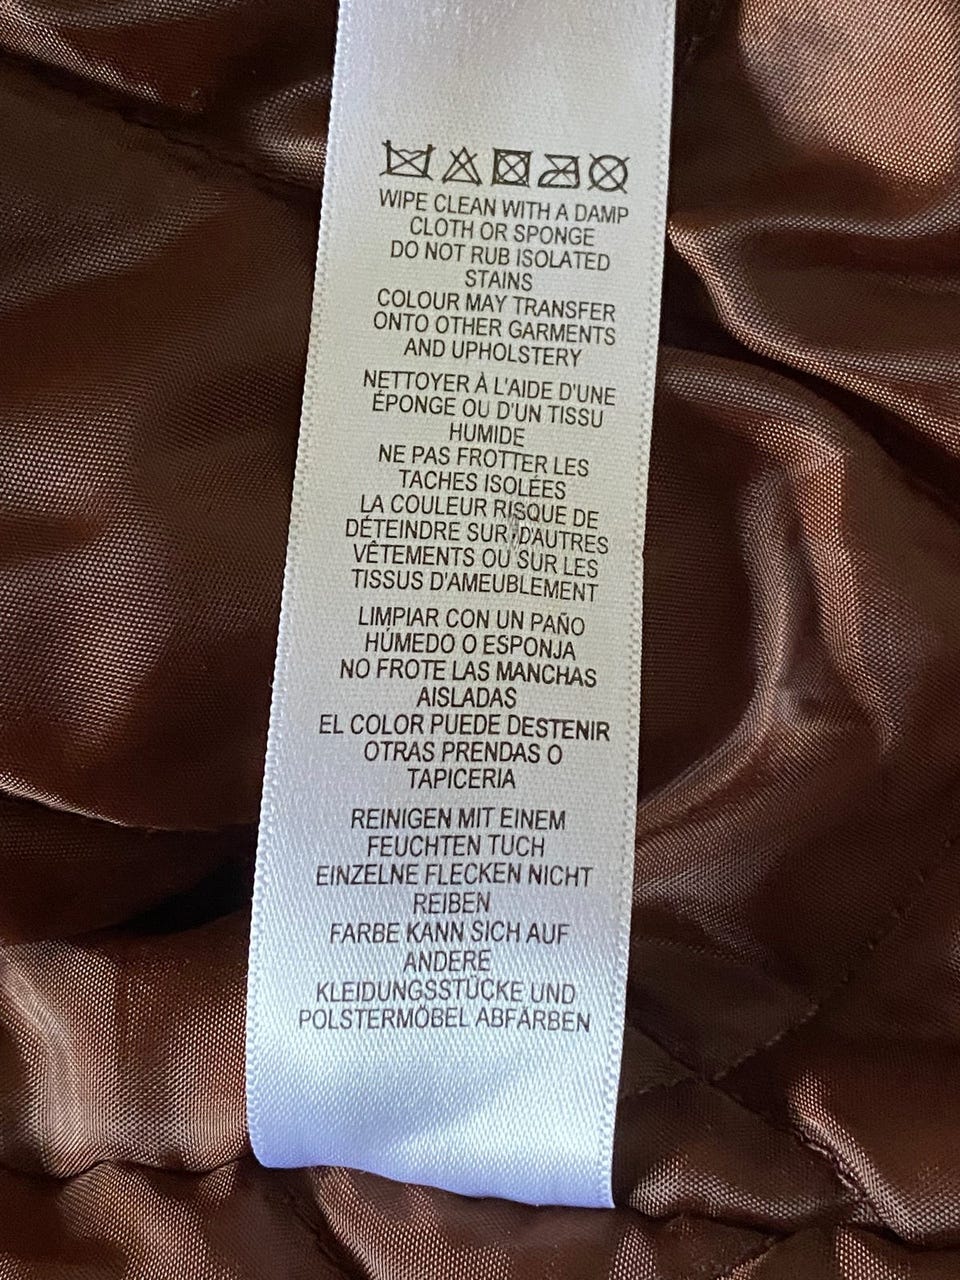 WIPE CLEAN WITH A DAMP
CLOTH OR SPONGE
DO NOT RUB ISOLATED
STAINS
COLOUR MAY TRANSFER
ONTO OTHER GARMENTS
AND UPHOLSTERY
NETTOYER À L'AIDE D'UNE
ÉPONGE OU D'UN TISSU
HUMIDE
NE PAS FROTTER LES
TACHES ISOLÉES
LA COULEUR RISQUE DE
DÉTEINDRE SUR D'AUTRES
VÊTEMENTS OU SUR LES
TISSUS D'AMEUBLEMENT
LIMPIAR CON UN PAÑO
HÚMEDO O ESPONJA
NO FROTE LAS MANCHAS
AISLADAS
EL COLOR PUEDE DESTENIR
OTRAS PRENDAS O
TAPICERIA
REINIGEN MIT EINEM
FEUCHTEN TUCH
EINZELNE FLECKEN NICHT
REIBEN
FARBE KANN SICH AUF
ANDERE
KLEIDUNGSSTÜCKE UND
POLSTERMÖBEL ABFÄRBEN